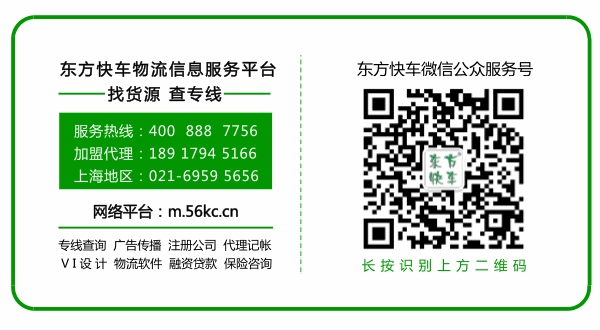 东方快车物流信息服务平台
找货源 查专线
服务热线：400 888 7756
加盟代理：189 1794 5166
上海地区：021-6959 5656
网络平台：m.56kc.cn
专线查询 广告传播 注册公司 代理记帐
VI设计 物流软件 融资贷款 保险咨询
东方快车微信公众服务号
东方
快车
长按识别上方二维码